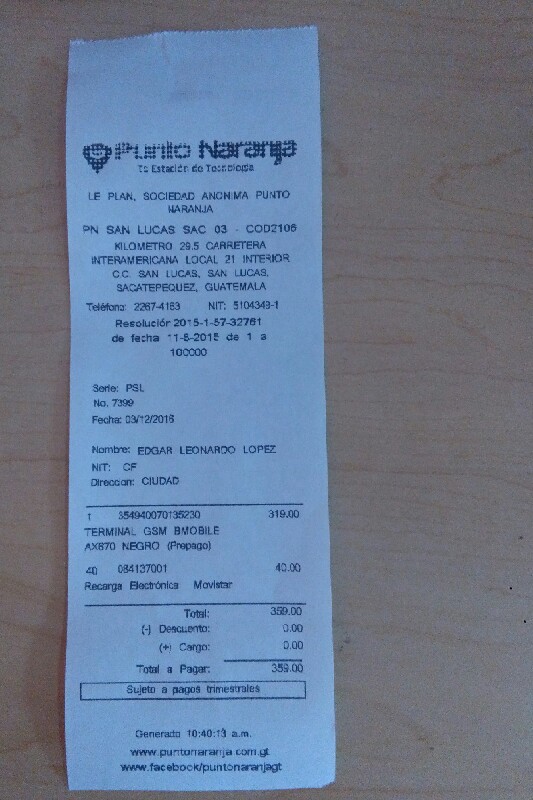 Punto Naranja
Tu Estación de Tecnología
LE PLAN, SOCIEDAD ANONIMA PUNTO
NARANJA
PN SAN LUCAS SAC 03 - COD2106
KILOMETRO 29.5 CARRETERA
INTERAMERICANA LOCAL 21 INTERIOR
C.C. SAN LUCAS, SAN LUCAS,
SACATEPEQUEZ, GUATEMALA
Teléfono: 2267-4163 NIT: 5104349-1
Resolución 2015-1-57-32761
de fecha 11-8-2015 de 1 a
100000
Serie: PSL
No. 7399
Fecha: 03/12/2016
Nombre: EDGAR LEONARDO LOPEZ
NIT: CF
Direccion: CIUDAD
1 354940070135230 319.00
TERMINAL GSM BMOBILE
AX670 NEGRO (Prepago)
40 084137001 40.00
Recarga Electrónica Movistar
Total: 359.00
(-) Descuento: 0.00
(+) Cargo: 0.00
Total a Pagar: 359.00
Sujeto a pagos trimestrales
Generado 10:40:13 a.m.
www.puntonaranja.com.gt
www.facebook/puntonaranjagt